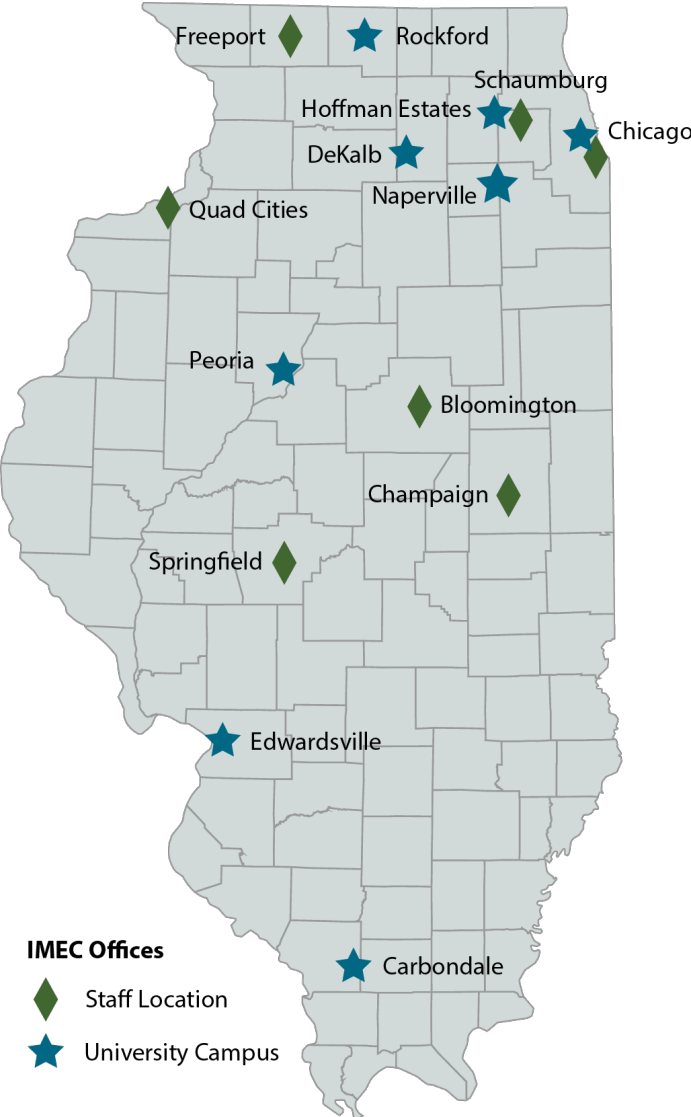 Freeport
Rockford
Schaumburg
Hoffman Estates
Chicago
DeKalb
Naperville
Quad Cities
Peoria
Bloomington
Champaign
Springfield
Edwardsville
Carbondale
IMEC Offices
Staff Location
University Campus